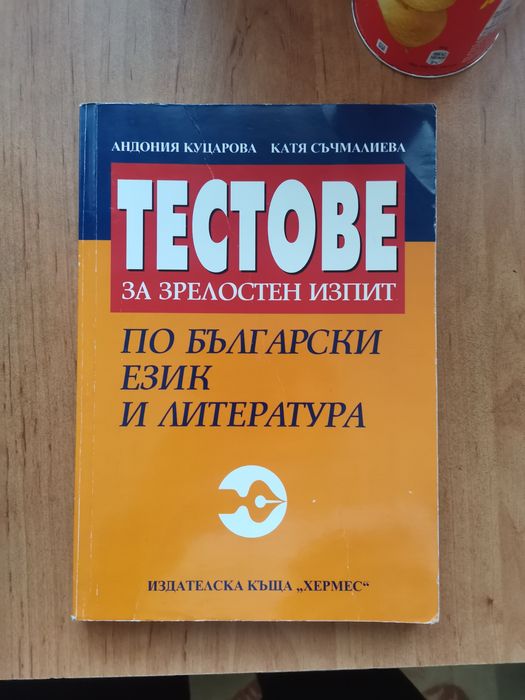 АНДОНИЯ КУЦАРОВА КАТЯ СЪЧМАЛИЕВА
ТЕСТОВЕ
ЗА ЗРЕЛОСТЕН ИЗПИТ
ПО БЪЛГАРСКИ
ЕЗИК
И ЛИТЕРАТУРА
ИЗДАТЕЛСКА КЪЩА „ХЕРМЕС“